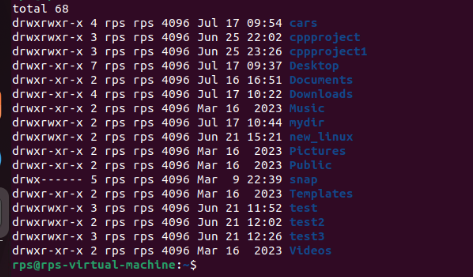 total 68
drwxrwxr-x 4 rps rps 4096 Jul 17 09:54 cars
drwxrwxr-x 3 rps rps 4096 Jun 25 22:02 cppproject
drwxrwxr-x 3 rps rps 4096 Jun 25 23:26 cppproject1
drwxr-xr-x 7 rps rps 4096 Jul 17 09:37 Desktop
drwxr-xr-x 2 rps rps 4096 Jul 16 16:51 Documents
drwxr-xr-x 4 rps rps 4096 Jul 17 10:22 Downloads
drwxr-xr-x 2 rps rps 4096 Mar 16  2023 Music
drwxrwxr-x 2 rps rps 4096 Jul 17 10:44 mydir
drwxrwxr-x 2 rps rps 4096 Jun 21 15:21 new_linux
drwxr-xr-x 2 rps rps 4096 Mar 16  2023 Pictures
drwxr-xr-x 2 rps rps 4096 Mar 16  2023 Public
drwx------ 5 rps rps 4096 Mar  9 22:39 snap
drwxr-xr-x 2 rps rps 4096 Mar 16  2023 Templates
drwxrwxr-x 3 rps rps 4096 Jun 21 11:52 test
drwxrwxr-x 2 rps rps 4096 Jun 21 12:02 test2
drwxrwxr-x 3 rps rps 4096 Jun 21 12:26 test3
drwxr-xr-x 2 rps rps 4096 Mar 16  2023 Videos
rps@rps-virtual-machine:~$